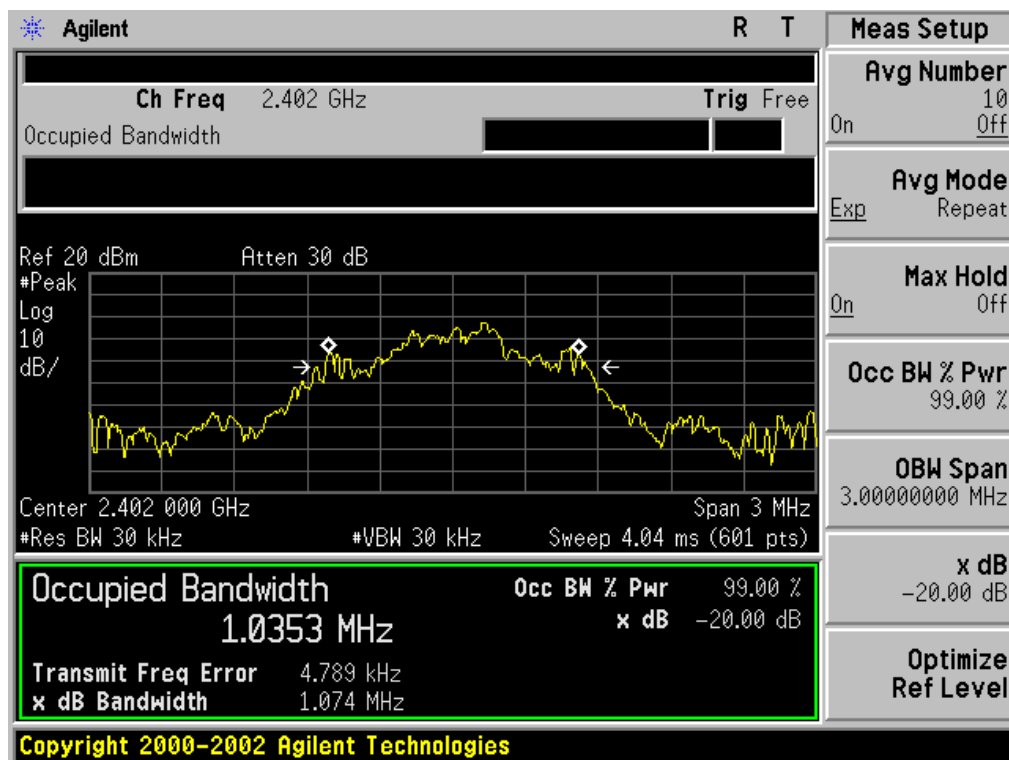 Agilent R T
Ch Freq 2.402 GHz Trig Free
Occupied Bandwidth
Ref 20 dBm Atten 30 dB
#Peak
Log
10
dB/
Center 2.402 000 GHz Span 3 MHz
#Res BW 30 kHz #VBW 30 kHz Sweep 4.04 ms (601 pts)
Occupied Bandwidth Occ BW % Pwr 99.00 %
1.0353 MHz x dB -20.00 dB
Transmit Freq Error 4.789 kHz
x dB Bandwidth 1.074 MHz
Copyright 2000-2002 Agilent Technologies
Meas Setup
Avg Number
10
On Off
Avg Mode
Exp Repeat
Max Hold
On Off
Occ BW % Pwr
99.00 %
OBW Span
3.00000000 MHz
x dB
-20.00 dB
Optimize
Ref Level